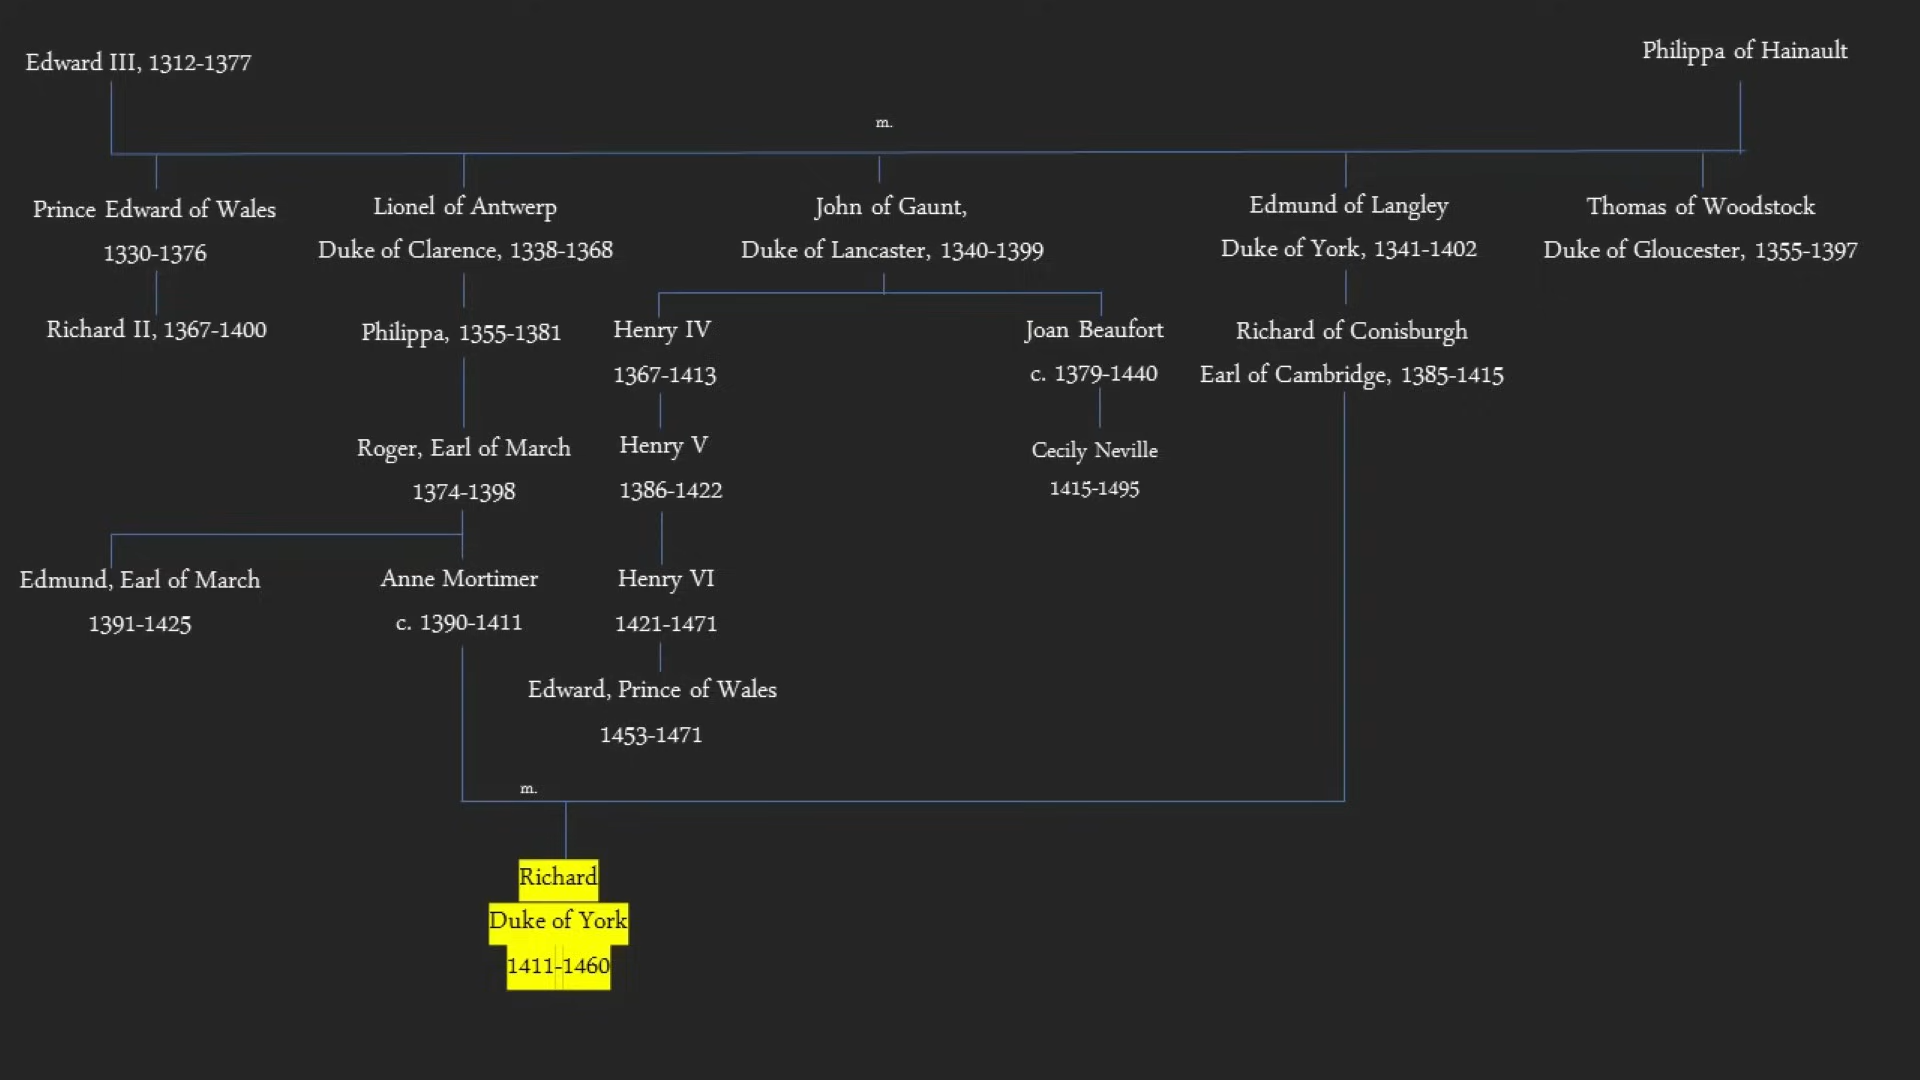 Edward III, 1312-1377
Philippa of Hainault
m.
Prince Edward of Wales
1330-1376
Lionel of Antwerp
Duke of Clarence, 1338-1368
John of Gaunt,
Duke of Lancaster, 1340-1399
Edmund of Langley
Duke of York, 1341-1402
Thomas of Woodstock
Duke of Gloucester, 1355-1397
Richard II, 1367-1400
Philippa, 1355-1381
Henry IV
1367-1413
Joan Beaufort
c. 1379-1440
Richard of Conisburgh
Earl of Cambridge, 1385-1415
Roger, Earl of March
1374-1398
Henry V
1386-1422
Cecily Neville
1415-1495
Edmund, Earl of March
1391-1425
Anne Mortimer
c. 1390-1411
Henry VI
1421-1471
Edward, Prince of Wales
1453-1471
m.
Richard
Duke of York
1411-1460